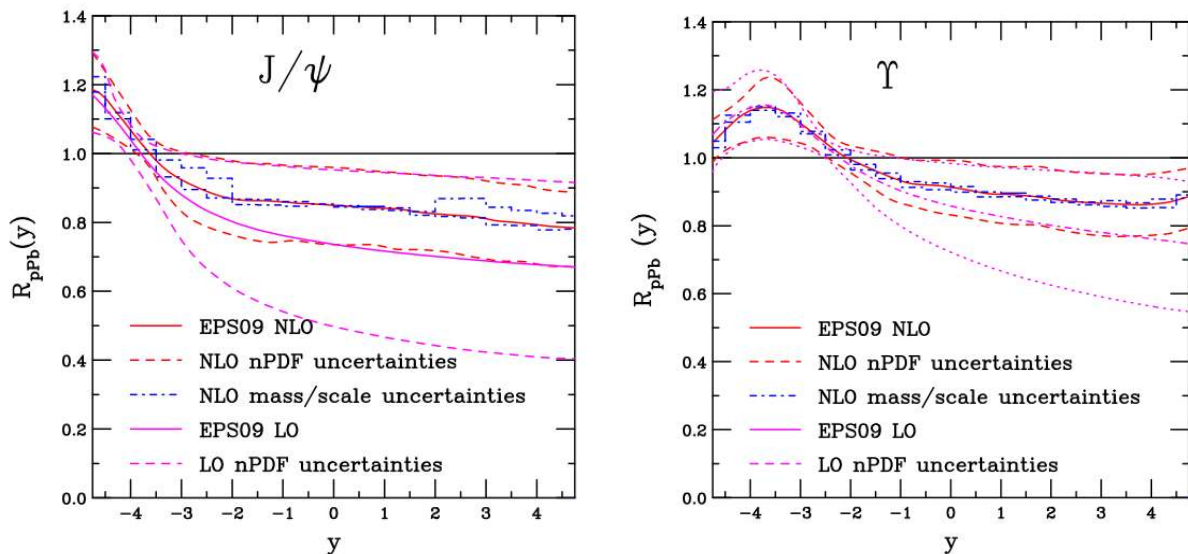 1.4
1.2
1.0
0.8
0.6
0.4
0.2
0.0
R_pPb(y)
J/ψ
EPS09 NLO
NLO nPDF uncertainties
NLO mass/scale uncertainties
EPS09 LO
LO nPDF uncertainties
−4 −3 −2 −1 0 1 2 3 4
y
1.4
1.2
1.0
0.8
0.6
0.4
0.2
0.0
R_pPb(y)
ϒ
EPS09 NLO
NLO nPDF uncertainties
NLO mass/scale uncertainties
EPS09 LO
LO nPDF uncertainties
−4 −3 −2 −1 0 1 2 3 4
y